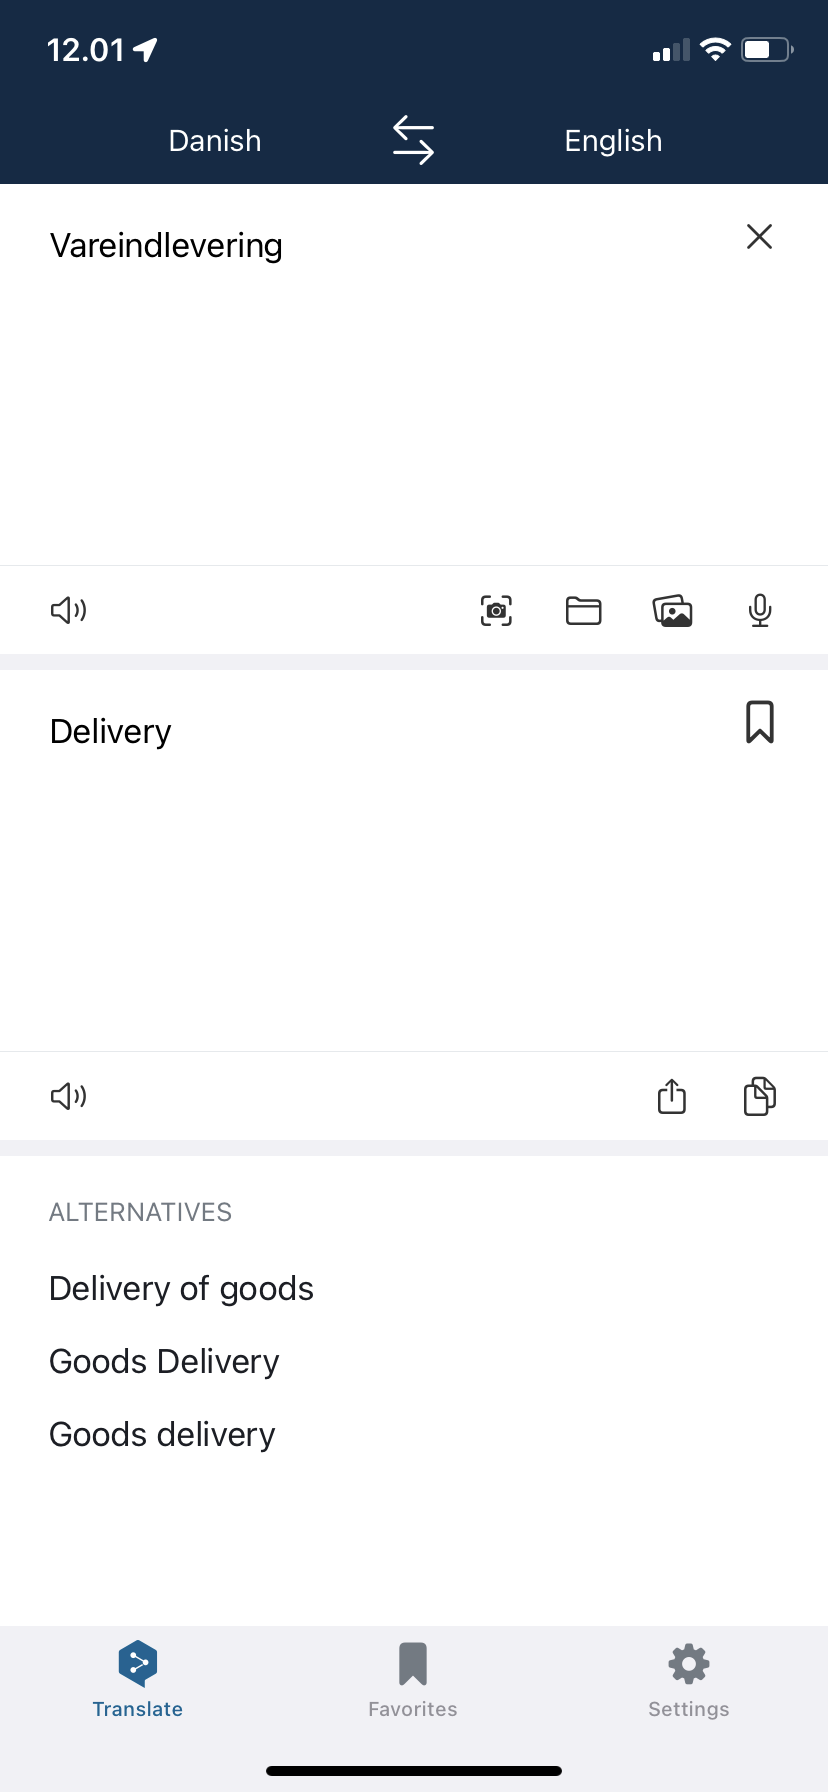 12.01
Danish English
Vareindlevering
Delivery
ALTERNATIVES
Delivery of goods
Goods Delivery
Goods delivery
Translate Favorites Settings